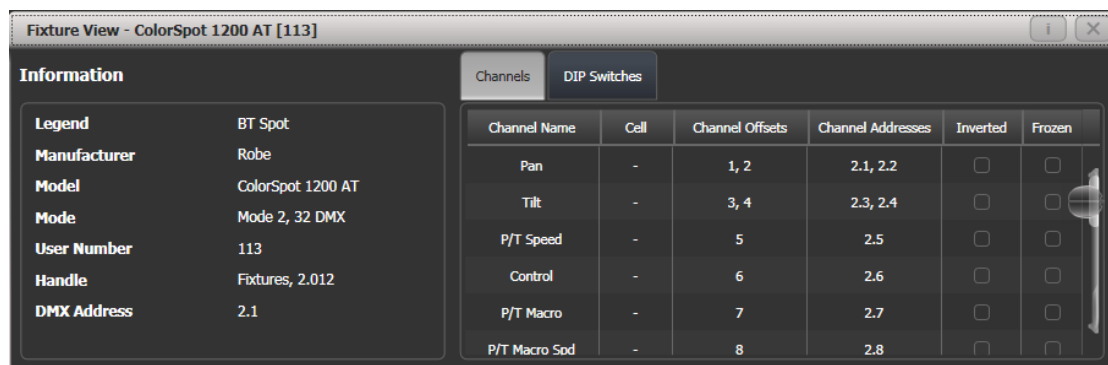 Fixture View - ColorSpot 1200 AT [113]
i
Information
Channels DIP Switches
Legend BT Spot
Manufacturer Robe
Model ColorSpot 1200 AT
Mode Mode 2, 32 DMX
User Number 113
Handle Fixtures, 2.012
DMX Address 2.1
Channel Name Cell Channel Offsets Channel Addresses Inverted Frozen
Pan - 1, 2 2.1, 2.2
Tilt - 3, 4 2.3, 2.4
P/T Speed - 5 2.5
Control - 6 2.6
P/T Macro - 7 2.7
P/T Macro Spd - 8 2.8